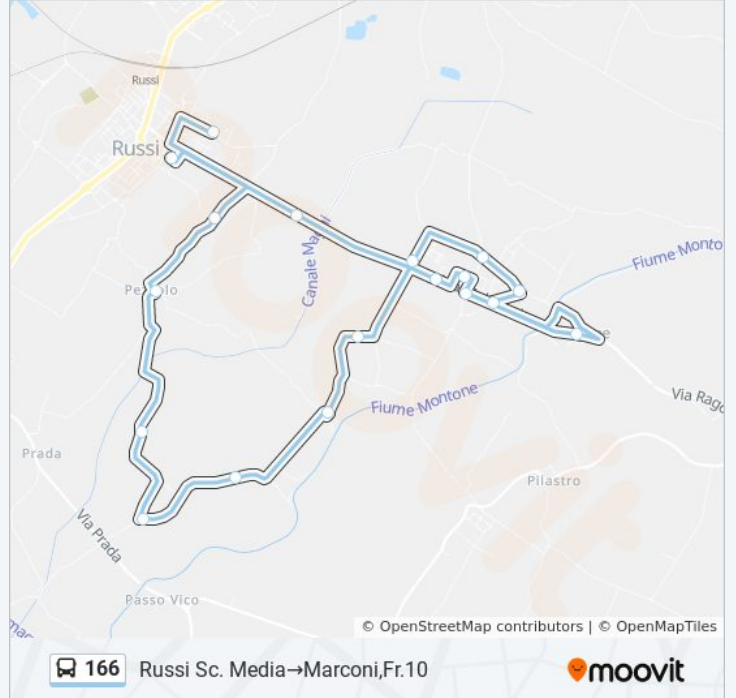 Russi
Russi
Canale Ma
Fiume Monto
Fiume Montone
Via Rago
Prada
Pilastro
Via Prada
Passo Vico
© OpenStreetMap contributors | © OpenMapTiles
166 Russi Sc. Media→Marconi,Fr.10
moovit